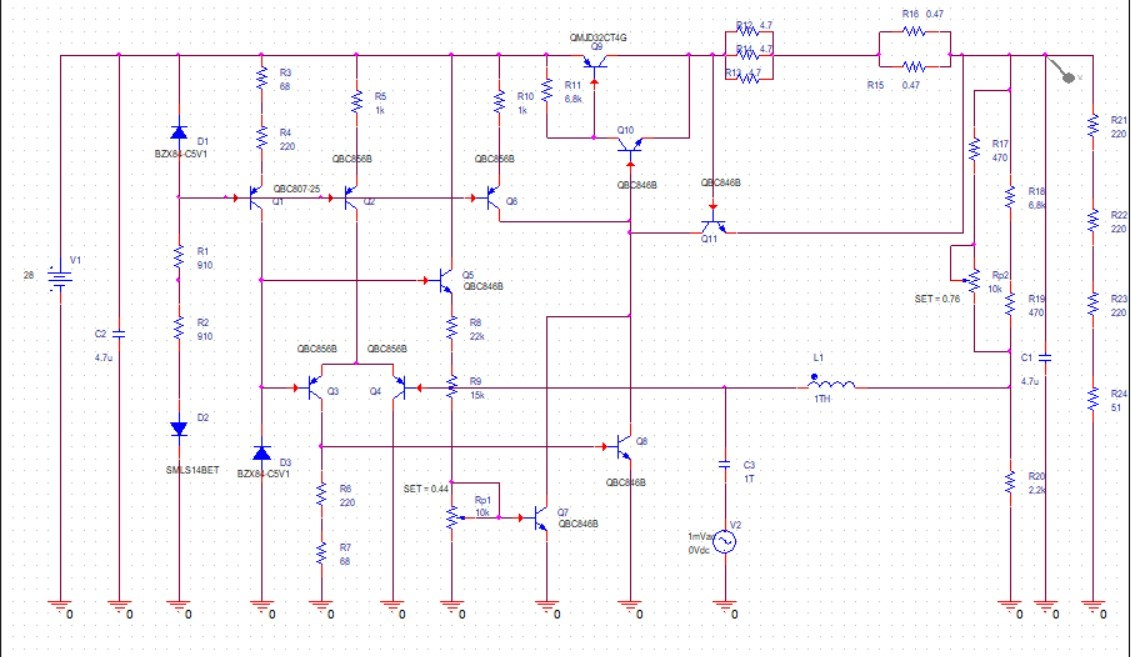 R16 0.47
R12 4.7
QMJD32CT4G
Q9
R14 4.7
R13 4.7
R3
68
R5
1k
R10
1k
R11
6.8k
R15 0.47
R21
220
D1
BZX84-C5V1
R4
220
Q10
R17
470
QBC856B
QBC856B
QBC807-25
QBC846B
QBC846B
Q1
Q2
Q6
R18
6.8k
R22
220
Q11
R1
910
V1
28
Q5
QBC846B
Rp2
10k
SET = 0.76
R19
470
R23
220
R2
910
C2
4.7u
R8
22k
QBC856B
QBC856B
L1
1TH
C1
4.7u
Q3
Q4
R9
15k
R24
51
D2
SMLS14BET
D3
BZX84-C5V1
Q8
QBC846B
C3
1T
R20
2.2k
R6
220
SET = 0.44
Rp1
10k
Q7
QBC846B
V2
1mVac
0Vdc
R7
68
0 0 0 0 0 0 0 0 0 0 0 0 0